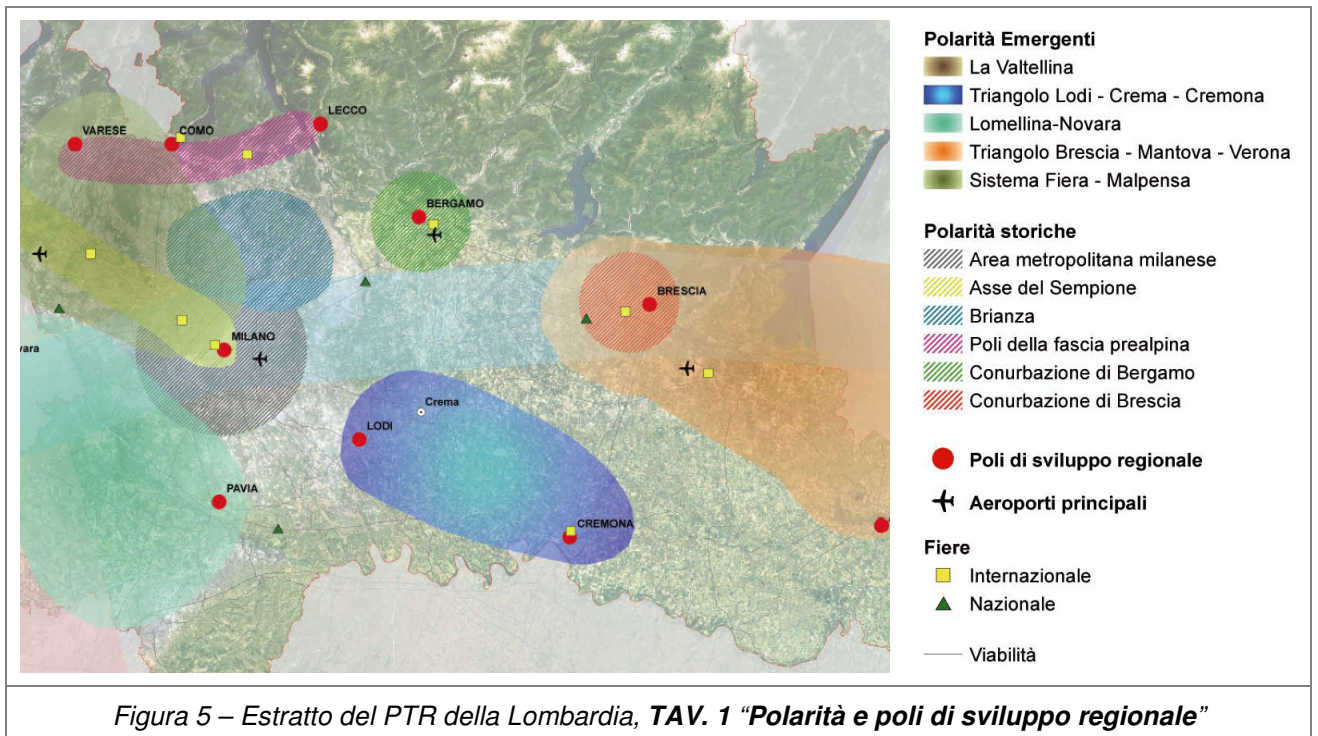 LECCO
VARESE
COMO
BERGAMO
BRESCIA
MILANO
vara
Crema
LODI
PAVIA
CREMONA
Polarità Emergenti
La Valtellina
Triangolo Lodi - Crema - Cremona
Lomellina-Novara
Triangolo Brescia - Mantova - Verona
Sistema Fiera - Malpensa
Polarità storiche
Area metropolitana milanese
Asse del Sempione
Brianza
Poli della fascia prealpina
Conurbazione di Bergamo
Conurbazione di Brescia
Poli di sviluppo regionale
Aeroporti principali
Fiere
Internazionale
Nazionale
Viabilità
Figura 5 – Estratto del PTR della Lombardia, TAV. 1 “Polarità e poli di sviluppo regionale”